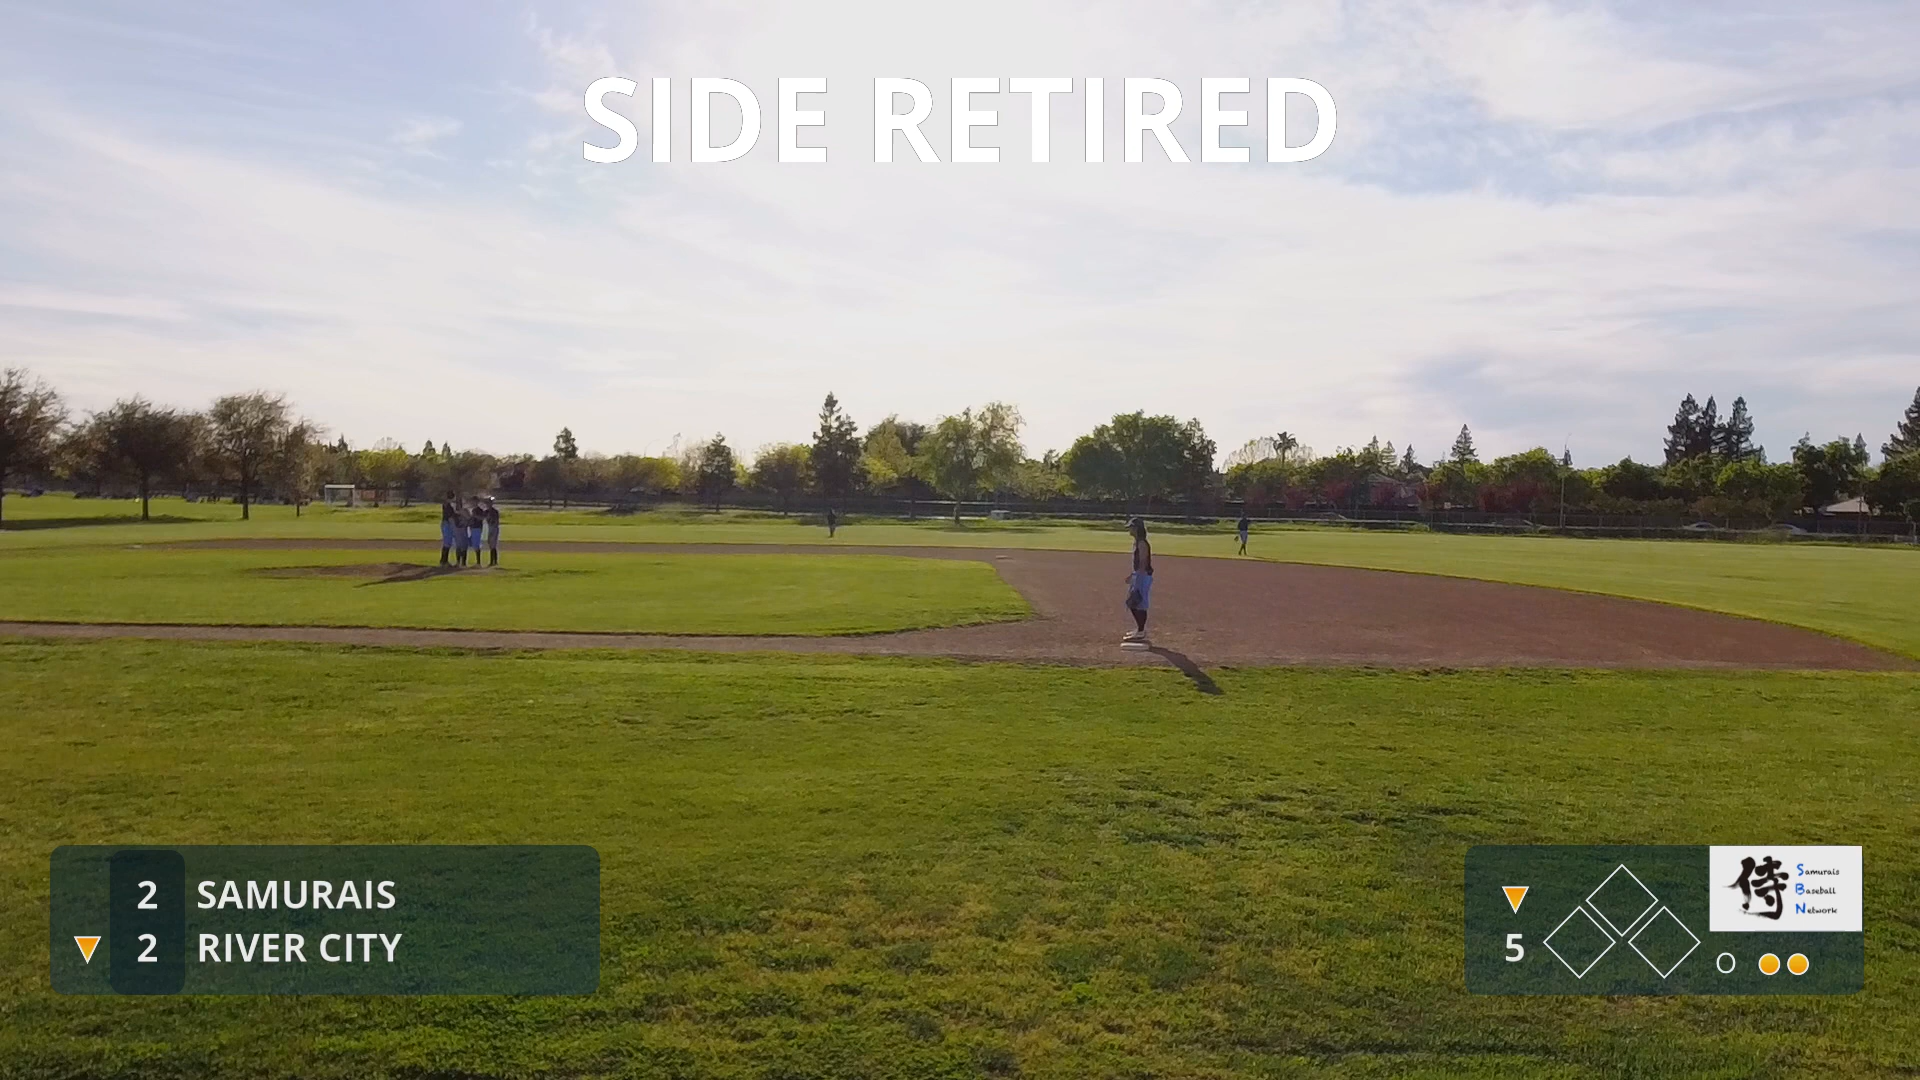 SIDE RETIRED
2 SAMURAIS
2 RIVER CITY
5
侍
Samurais
Baseball
Network
O